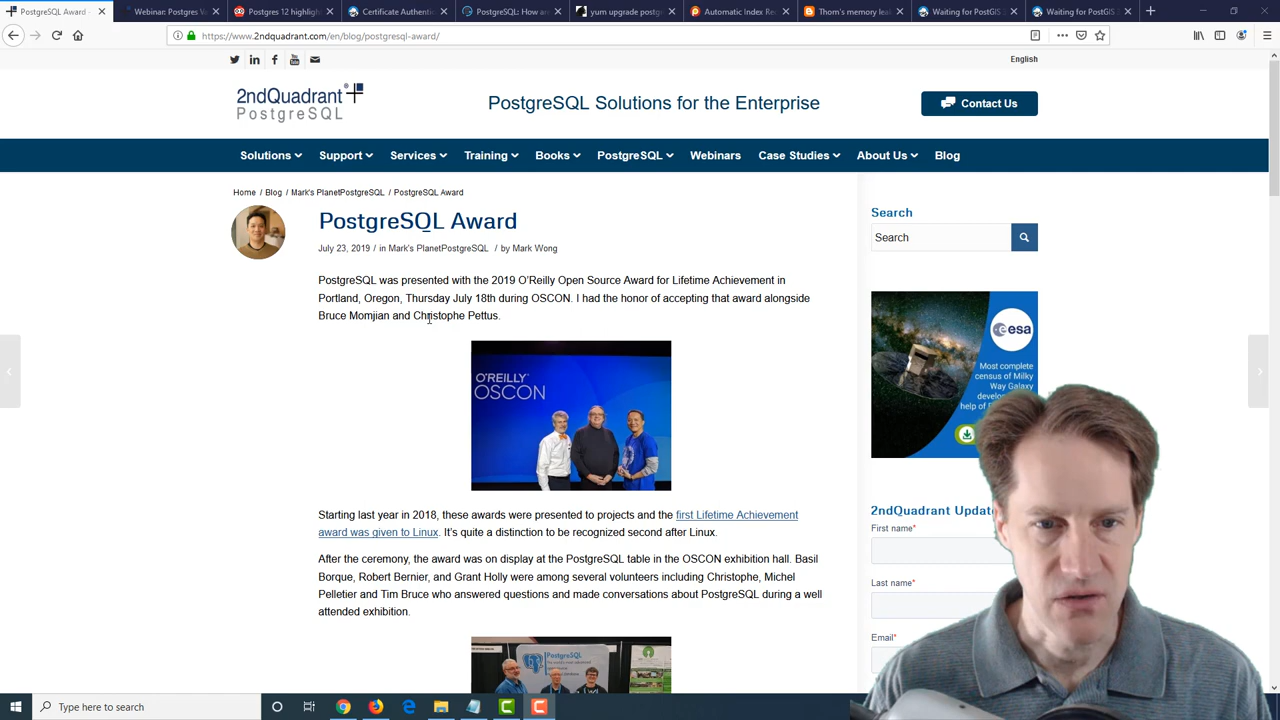 PostgreSQL Award -
Webinar: Postgres Va
Postgres 12 highligh
Certificate Authentic
PostgreSQL: How are
yum upgrade postg
Automatic Index Rec
Thom's memory leak
Waiting for PostGIS 3
Waiting for PostGIS 3
https://www.2ndquadrant.com/en/blog/postgresql-award/
English
2ndQuadrant
PostgreSQL
PostgreSQL Solutions for the Enterprise
Contact Us
Solutions Support Services Training Books PostgreSQL Webinars Case Studies About Us Blog
Home / Blog / Mark's PlanetPostgreSQL / PostgreSQL Award
PostgreSQL Award
July 23, 2019 / in Mark's PlanetPostgreSQL / by Mark Wong
PostgreSQL was presented with the 2019 O'Reilly Open Source Award for Lifetime Achievement in
Portland, Oregon, Thursday July 18th during OSCON. I had the honor of accepting that award alongside
Bruce Momjian and Christophe Pettus.
O'REILLY
OSCON
Starting last year in 2018, these awards were presented to projects and the first Lifetime Achievement
award was given to Linux. It's quite a distinction to be recognized second after Linux.
After the ceremony, the award was on display at the PostgreSQL table in the OSCON exhibition hall. Basil
Borque, Robert Bernier, and Grant Holly were among several volunteers including Christophe, Michel
Pelletier and Tim Bruce who answered questions and made conversations about PostgreSQL during a well
attended exhibition.
PostgreSQL
Search
Search
esa
Most complete
census of Milky
Way Galaxy
develop
help of
2ndQuadrant Upda
First name*
Last name*
Email*
Type here to search